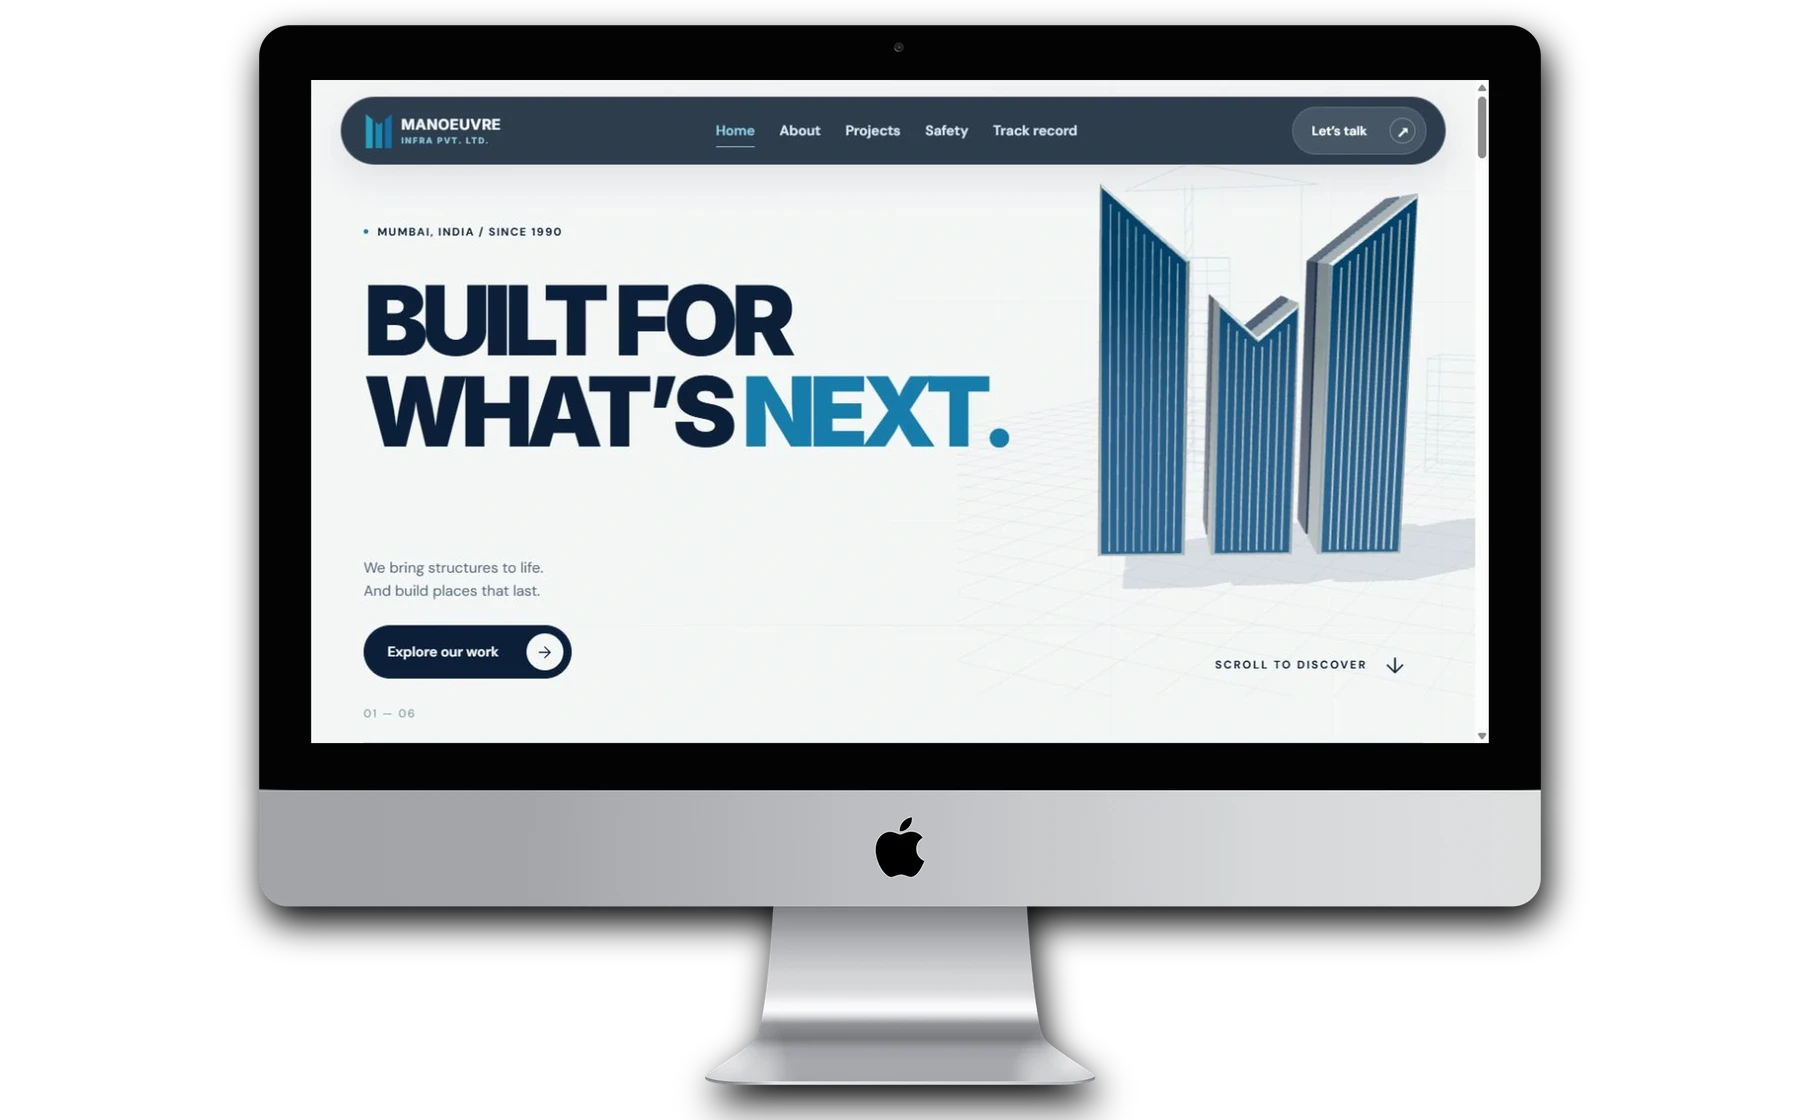 MANOEUVRE
INFRA PVT. LTD.
Home About Projects Safety Track record
Let's talk
MUMBAI, INDIA / SINCE 1990
BUILT FOR
WHAT'S NEXT.
We bring structures to life.
And build places that last.
Explore our work
SCROLL TO DISCOVER
01 — 06